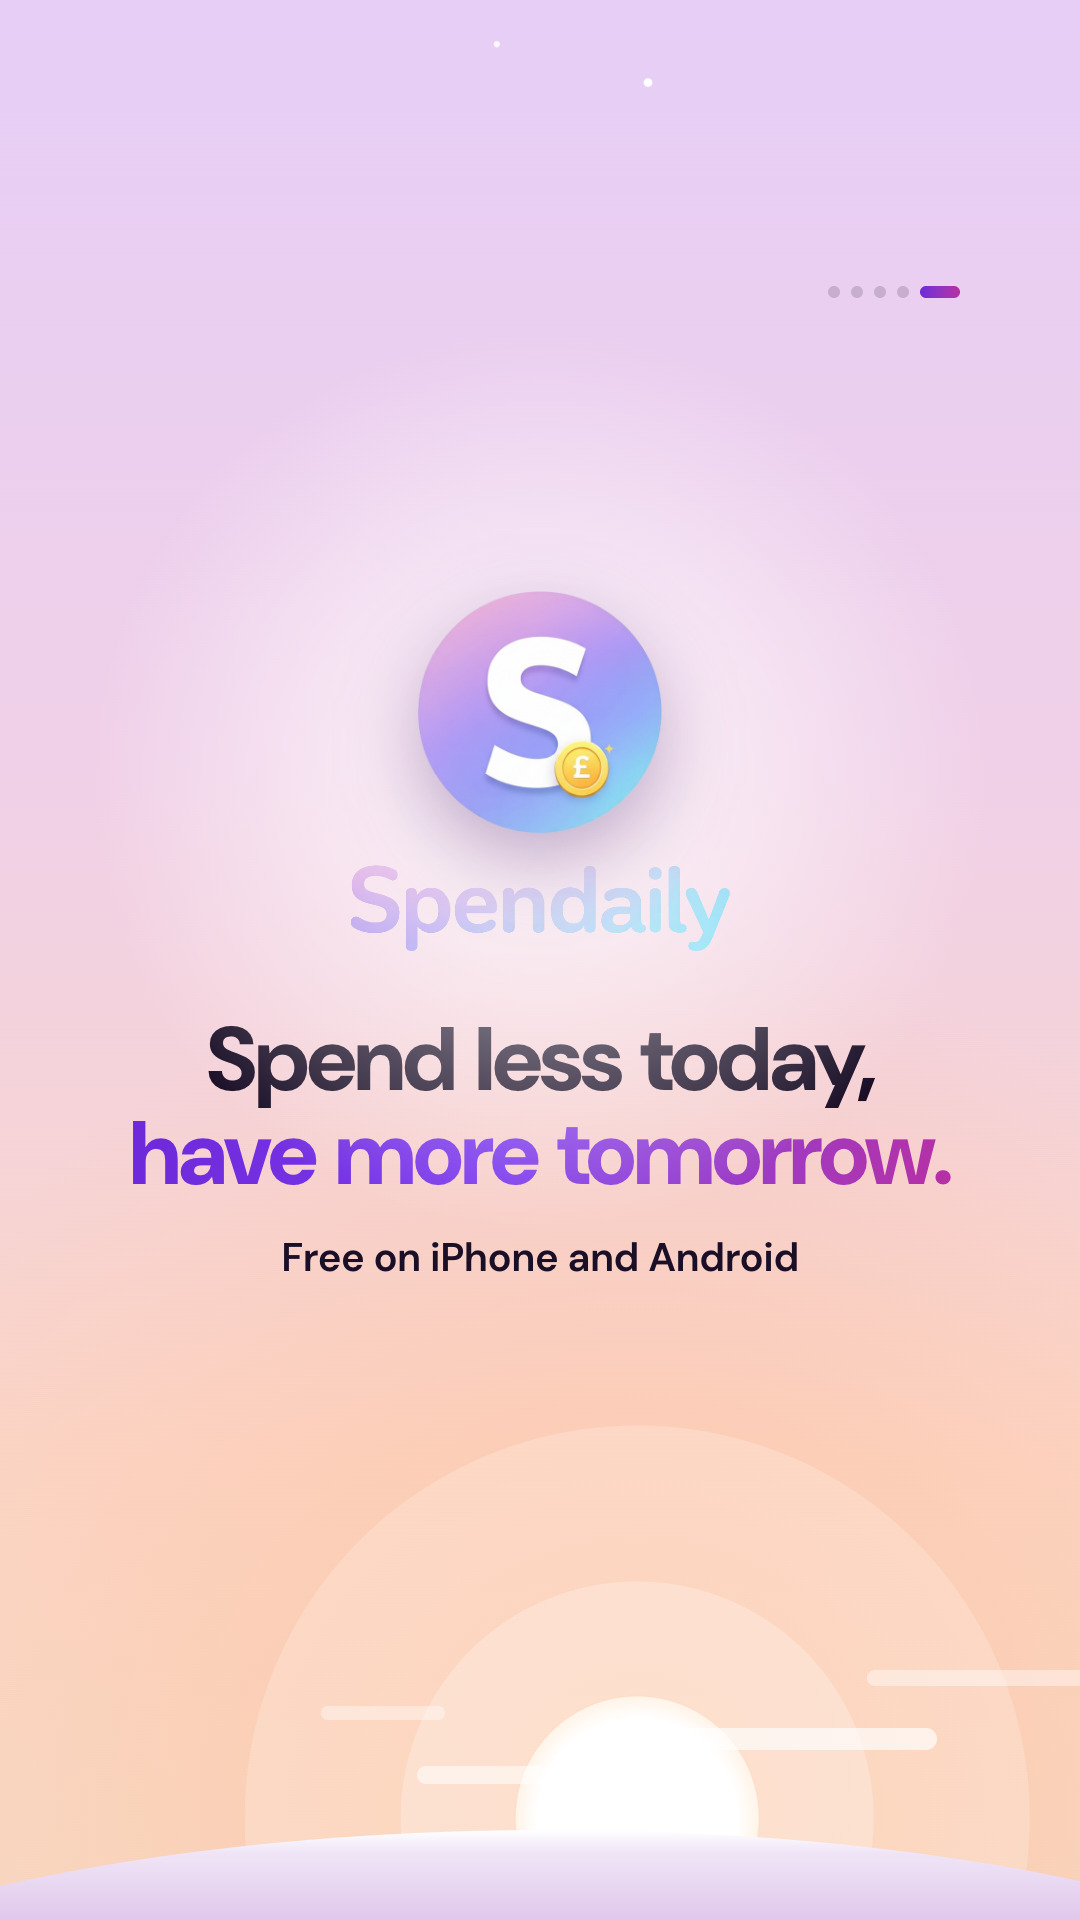 S
£
Spendaily
Spend less today,
have more tomorrow.
Free on iPhone and Android